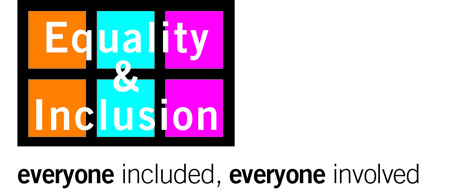 Equality
&
Inclusion
everyone included, everyone involved